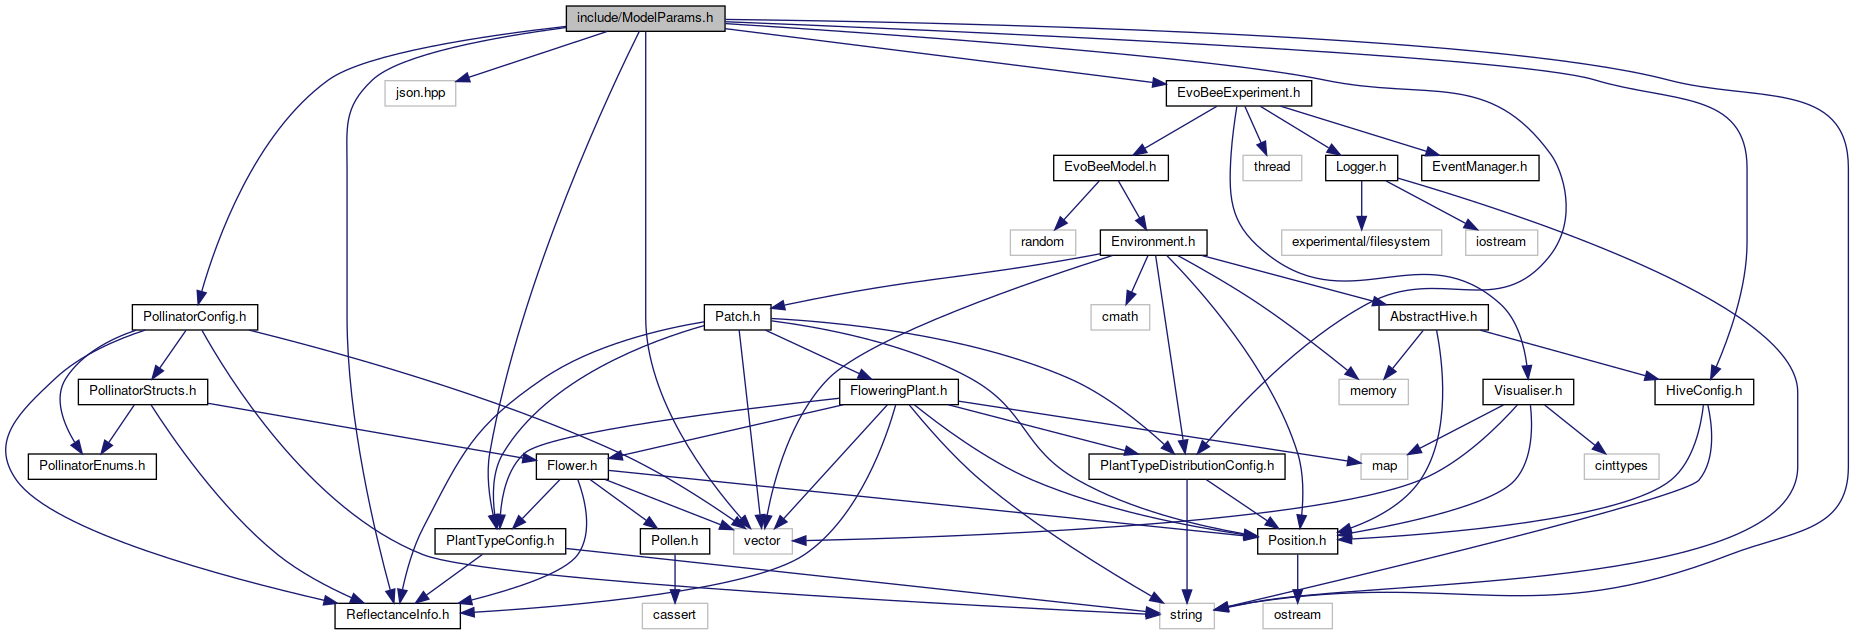 include/ModelParams.h
json.hpp
EvoBeeExperiment.h
EvoBeeModel.h
thread
Logger.h
EventManager.h
random
Environment.h
experimental/filesystem
iostream
PollinatorConfig.h
Patch.h
cmath
AbstractHive.h
PollinatorStructs.h
FloweringPlant.h
memory
Visualiser.h
HiveConfig.h
PollinatorEnums.h
Flower.h
PlantTypeDistributionConfig.h
map
cinttypes
PlantTypeConfig.h
Pollen.h
vector
Position.h
ReflectanceInfo.h
cassert
string
ostream